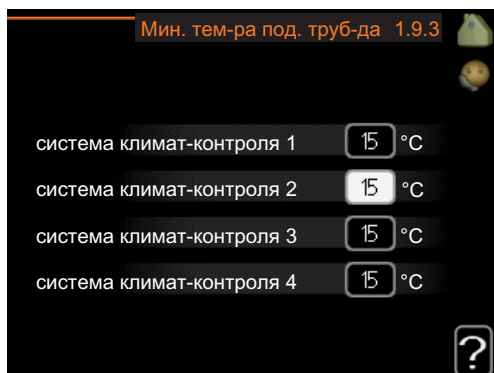 Мин. тем-ра под. труб-да 1.9.3
система климат-контроля 1 15 °C
система климат-контроля 2 15 °C
система климат-контроля 3 15 °C
система климат-контроля 4 15 °C
?